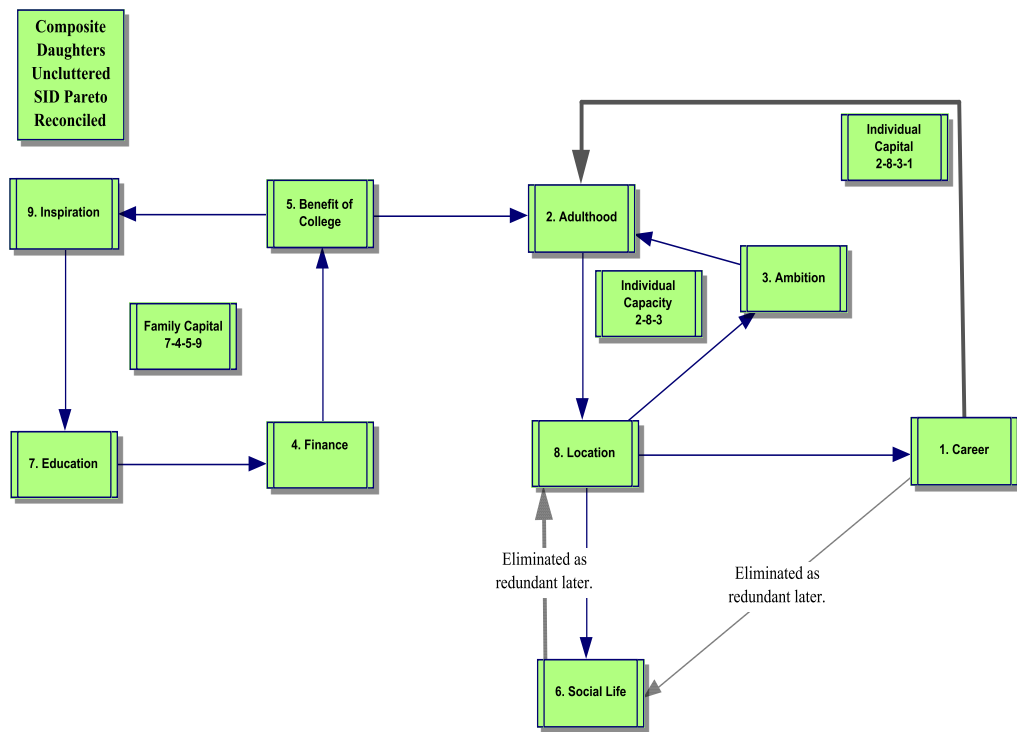 Composite
Daughters
Uncluttered
SID Pareto
Reconciled
Individual
Capital
2-8-3-1
9. Inspiration
5. Benefit of
College
2. Adulthood
3. Ambition
Individual
Capacity
2-8-3
Family Capital
7-4-5-9
7. Education
4. Finance
8. Location
1. Career
Eliminated as
redundant later.
Eliminated as
redundant later.
6. Social Life